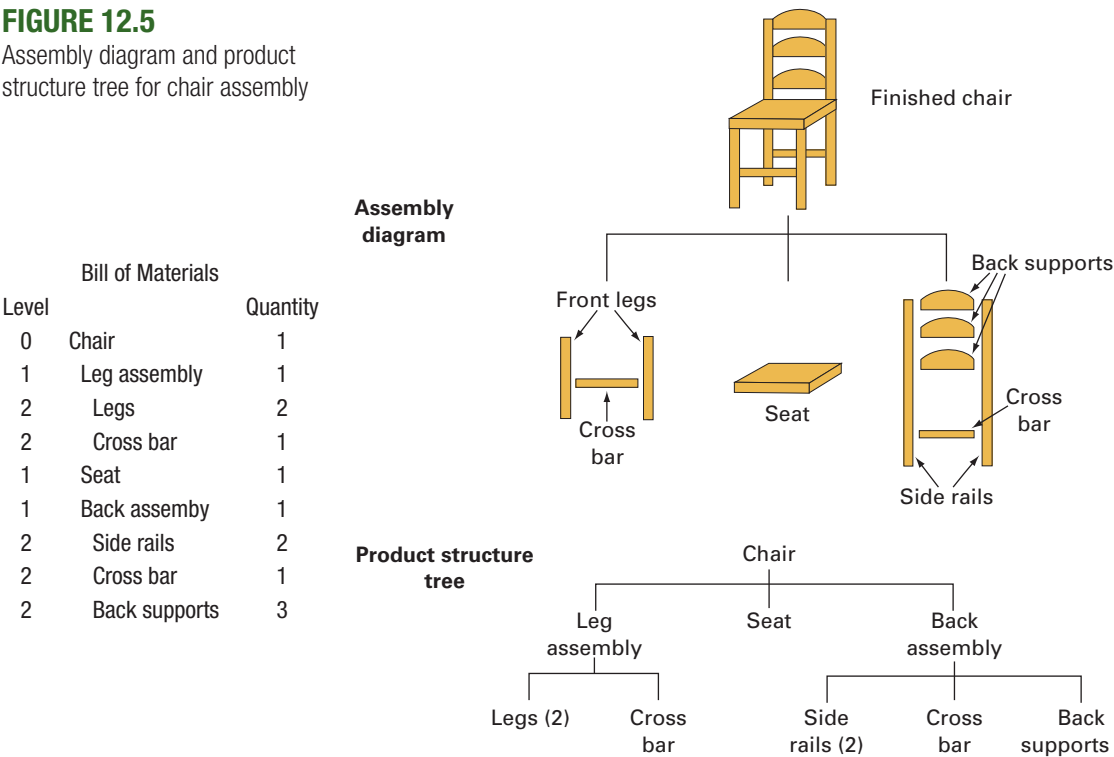 FIGURE 12.5
Assembly diagram and product
structure tree for chair assembly
Finished chair
Assembly
diagram
Back supports
Front legs
Cross
bar
Seat
Cross
bar
Side rails
Bill of Materials
Level Quantity
0 Chair 1
1 Leg assembly 1
2 Legs 2
2 Cross bar 1
1 Seat 1
1 Back assemby 1
2 Side rails 2
2 Cross bar 1
2 Back supports 3
Product structure
tree
Chair
Leg
assembly
Seat
Back
assembly
Legs (2)
Cross
bar
Side
rails (2)
Cross
bar
Back
supports